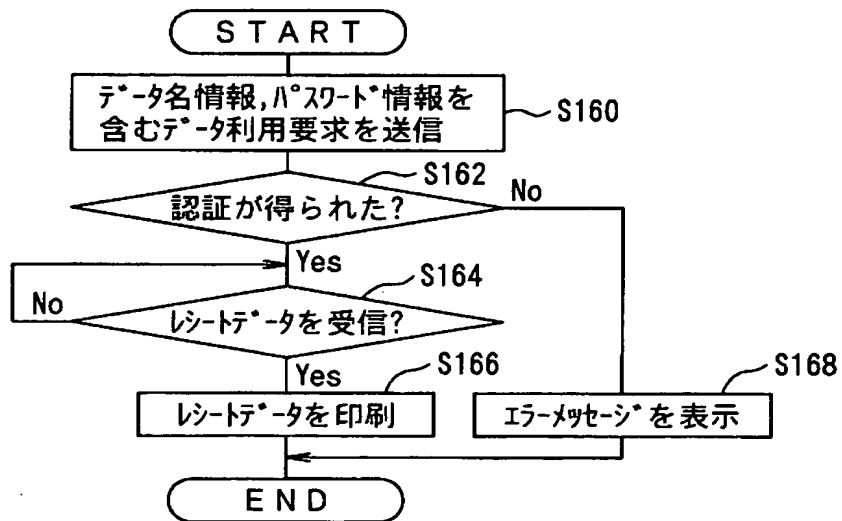 START
データ名情報,パスワード情報を
含むデータ利用要求を送信
S160
S162
認証が得られた?
No
Yes
S164
No
レシートデータを受信?
Yes
S166
S168
レシートデータを印刷
エラーメッセージを表示
END